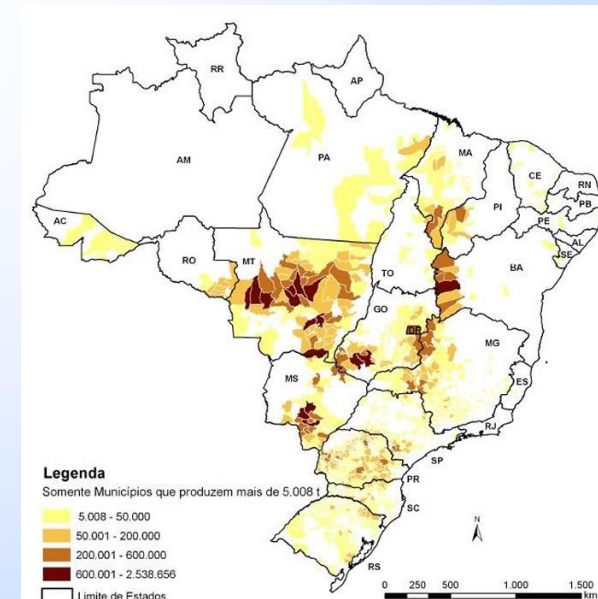 RR
AP
AM
PA
MA
CE
RN
PB
PI
PE
AL
SE
AC
RO
MT
TO
BA
GO
DF
MG
MS
ES
RJ
SP
PR
SC
RS
N
Legenda
Somente Municípios que produzem mais de 5.008 t
5.008 - 50.000
50.001 - 200.000
200.001 - 600.000
600.001 - 2.538.656
Limite de Estados
0 250 500 1.000 1.500
km